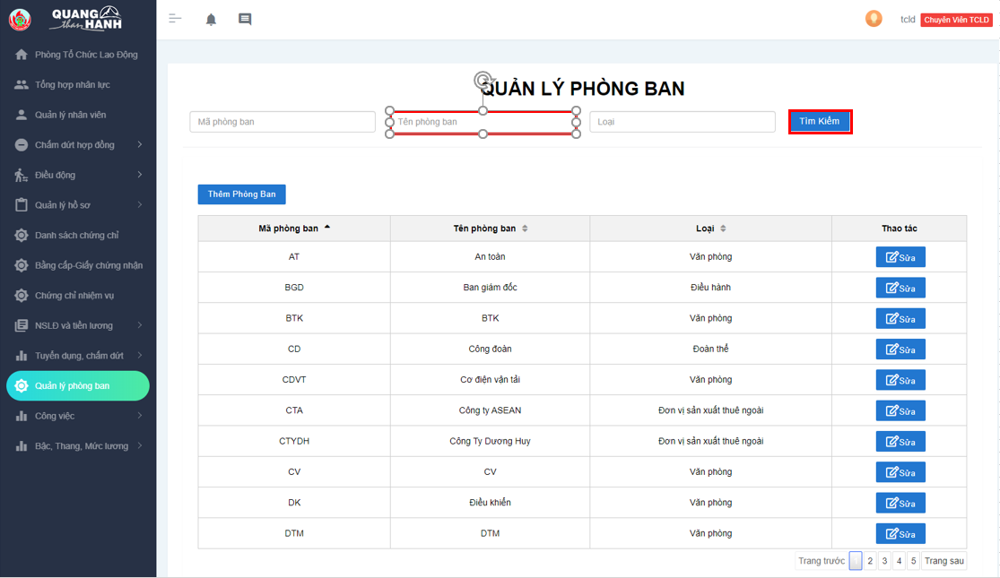 QUANG
than HANH
tcld Chuyên Viên TCLD
Phòng Tổ Chức Lao Động
Tổng hợp nhân lực
Quản lý nhân viên
Chấm dứt hợp đồng
Điều động
Quản lý hồ sơ
Danh sách chứng chỉ
Bằng cấp-Giấy chứng nhận
Chứng chỉ nhiệm vụ
NSLĐ và tiền lương
Tuyển dụng, chấm dứt
Quản lý phòng ban
Công việc
Bậc, Thang, Mức lương
QUẢN LÝ PHÒNG BAN
Mã phòng ban Tên phòng ban Loại Tìm Kiếm
Thêm Phòng Ban
Mã phòng ban Tên phòng ban Loại Thao tác
AT An toàn Văn phòng Sửa
BGD Ban giám đốc Điều hành Sửa
BTK BTK Văn phòng Sửa
CD Công đoàn Đoàn thể Sửa
CDVT Cơ điện vận tải Văn phòng Sửa
CTA Công ty ASEAN Đơn vị sản xuất thuê ngoài Sửa
CTYDH Công Ty Dương Huy Đơn vị sản xuất thuê ngoài Sửa
CV CV Văn phòng Sửa
DK Điều khiển Văn phòng Sửa
DTM DTM Văn phòng Sửa
Trang trước 1 2 3 4 5 Trang sau